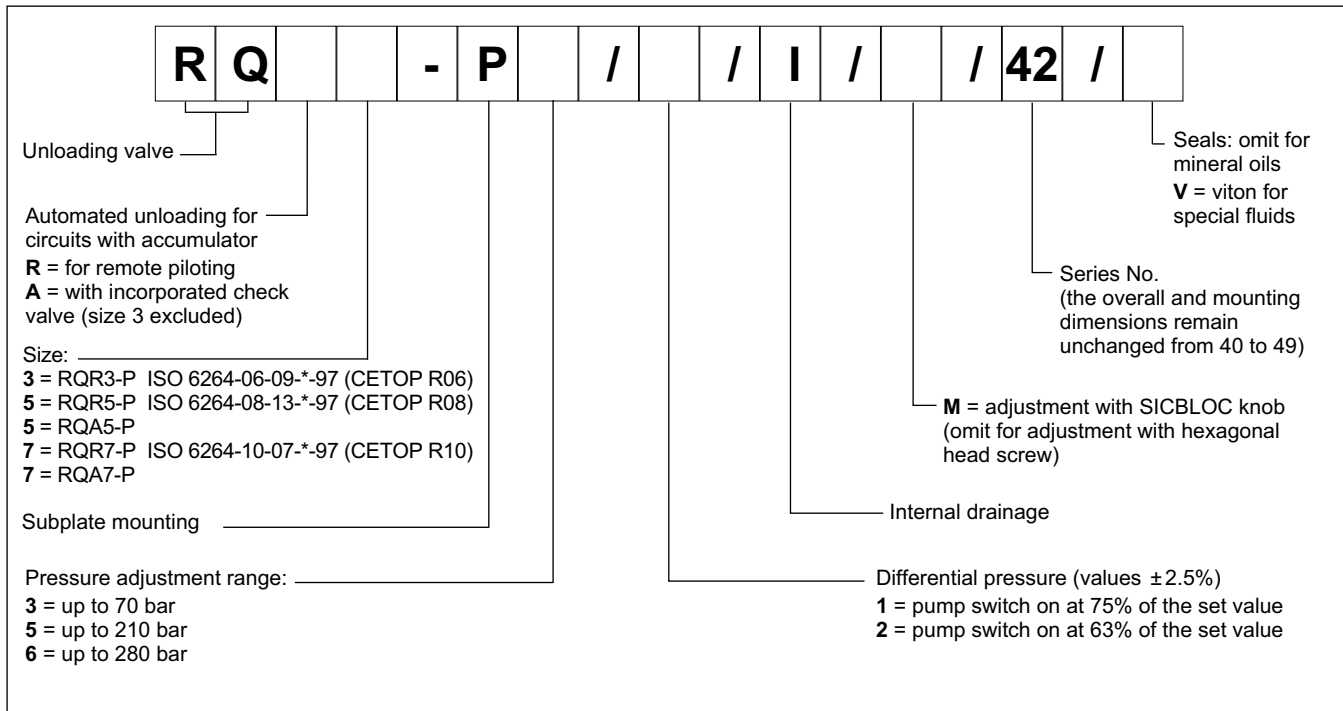 R Q - P / / I / / 42 /
Unloading valve
Automated unloading for
circuits with accumulator
R = for remote piloting
A = with incorporated check
valve (size 3 excluded)
Size:
3 = RQR3-P ISO 6264-06-09-*-97 (CETOP R06)
5 = RQR5-P ISO 6264-08-13-*-97 (CETOP R08)
5 = RQA5-P
7 = RQR7-P ISO 6264-10-07-*-97 (CETOP R10)
7 = RQA7-P
Subplate mounting
Pressure adjustment range:
3 = up to 70 bar
5 = up to 210 bar
6 = up to 280 bar
Seals: omit for
mineral oils
V = viton for
special fluids
Series No.
(the overall and mounting
dimensions remain
unchanged from 40 to 49)
M = adjustment with SICBLOC knob
(omit for adjustment with hexagonal
head screw)
Internal drainage
Differential pressure (values ±2.5%)
1 = pump switch on at 75% of the set value
2 = pump switch on at 63% of the set value